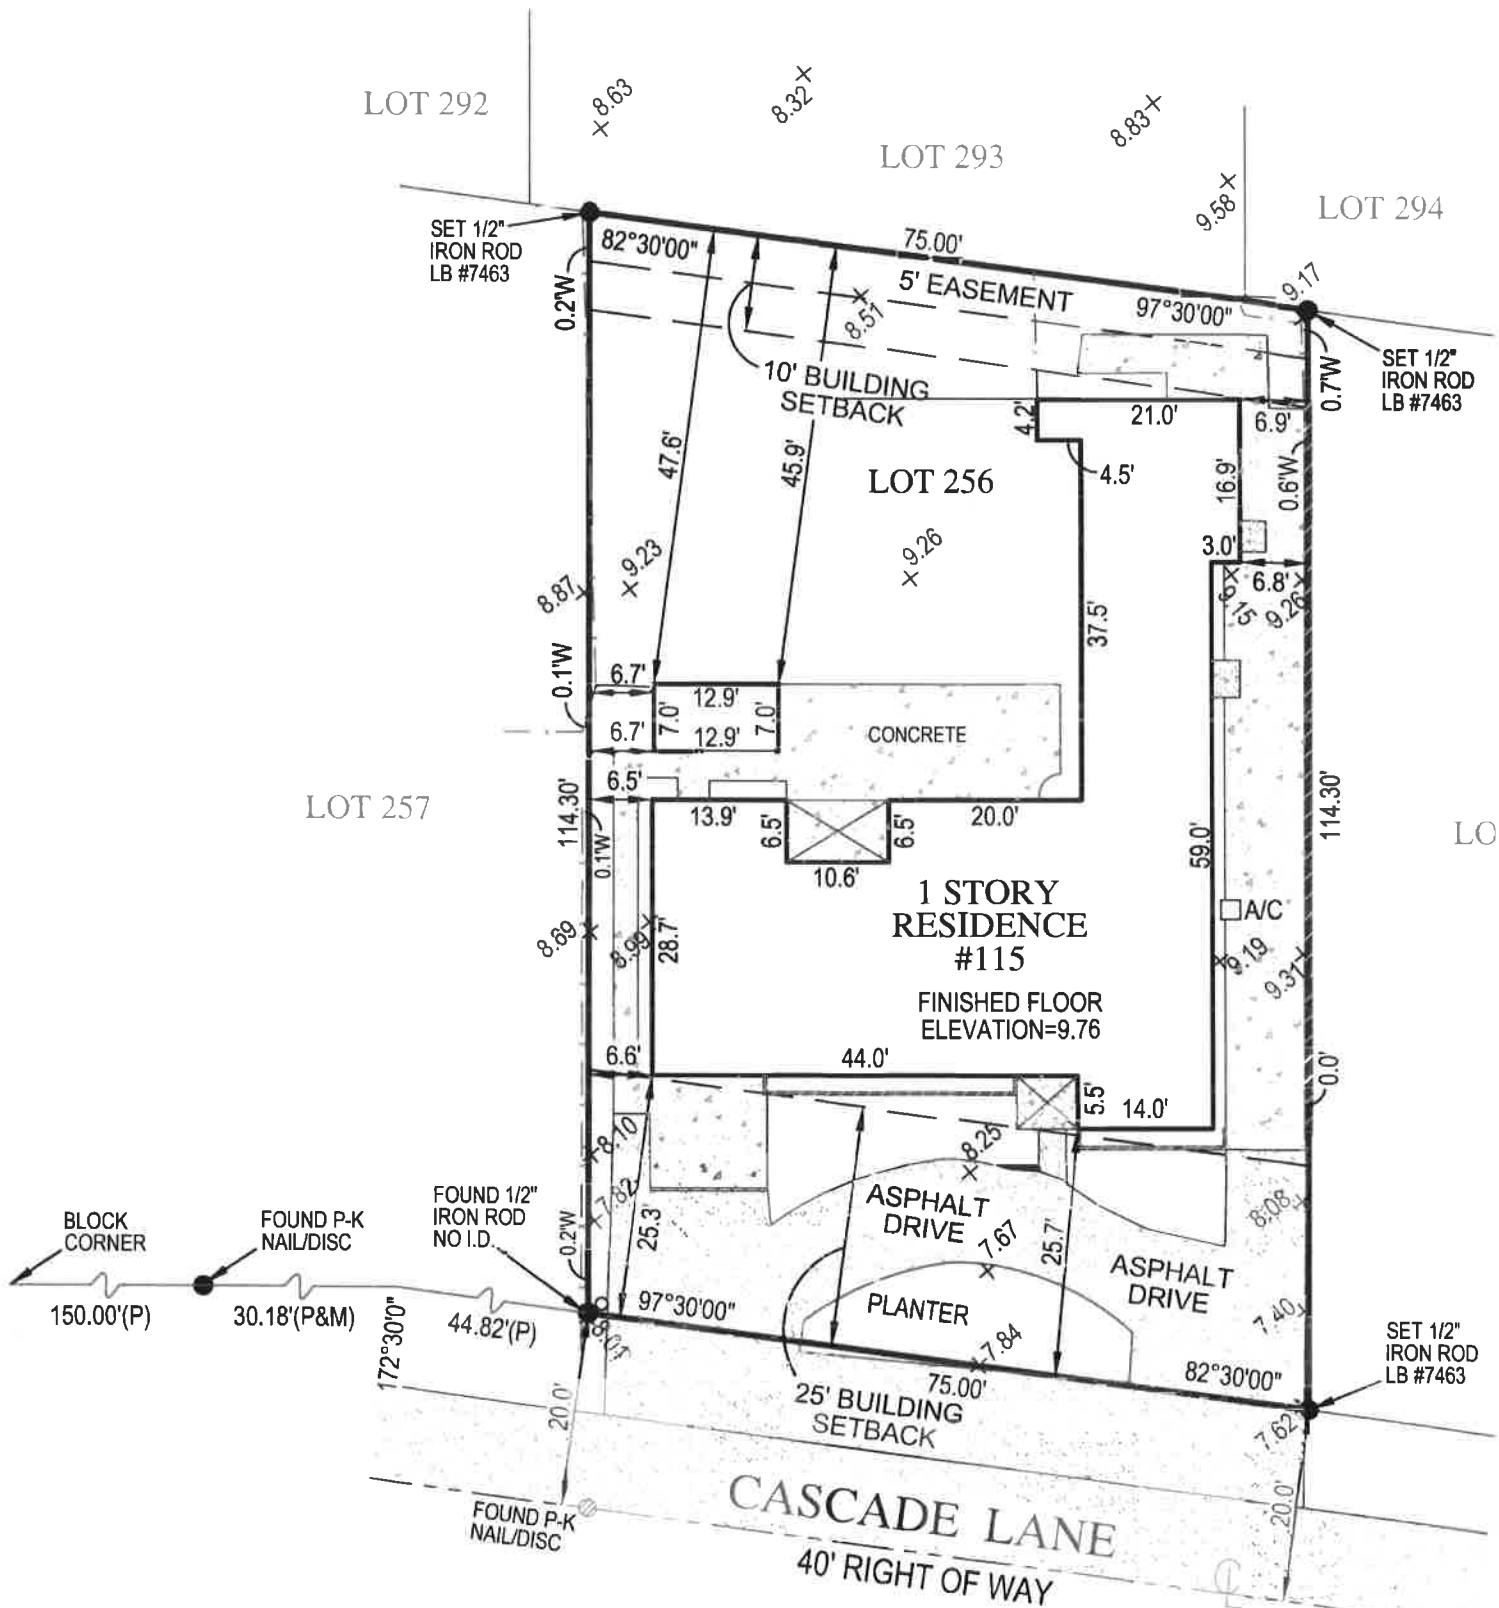 LOT 292
8.63
8.32
8.83
LOT 293
9.58
LOT 294
SET 1/2"
IRON ROD
LB #7463
82°30'00"
75.00'
5' EASEMENT
9.17
97°30'00"
0.2'W
8.51
SET 1/2"
IRON ROD
LB #7463
0.7'W
10' BUILDING
SETBACK
4.2'
21.0'
6.9'
47.6'
45.9'
LOT 256
4.5'
16.9'
0.6'W
9.23
9.26
3.0'
8.87
6.8'
9.15
9.26
37.5'
0.1'W
6.7'
12.9'
7.0'
7.0'
6.7'
12.9'
CONCRETE
6.5'
LOT 257
114.30'
13.9'
6.5'
6.5'
20.0'
114.30'
LO
0.1'W
10.6'
59.0'
1 STORY
RESIDENCE
#115
A/C
8.69
8.99
28.7'
9.19
9.31
FINISHED FLOOR
ELEVATION=9.76
6.6'
44.0'
0.0'
5.5'
14.0'
8.10
8.25
FOUND 1/2"
IRON ROD
NO I.D.
7.82
ASPHALT
DRIVE
8.08
BLOCK
CORNER
FOUND P-K
NAIL/DISC
0.2'W
25.3'
7.67
25.7'
ASPHALT
DRIVE
150.00'(P)
30.18'(P&M)
44.82'(P)
97°30'00"
PLANTER
7.40
8.01
7.84
SET 1/2"
IRON ROD
LB #7463
172°30'0"
75.00'
82°30'00"
20.0'
25' BUILDING
SETBACK
7.62
CASCADE LANE
20.0'
FOUND P-K
NAIL/DISC
40' RIGHT OF WAY